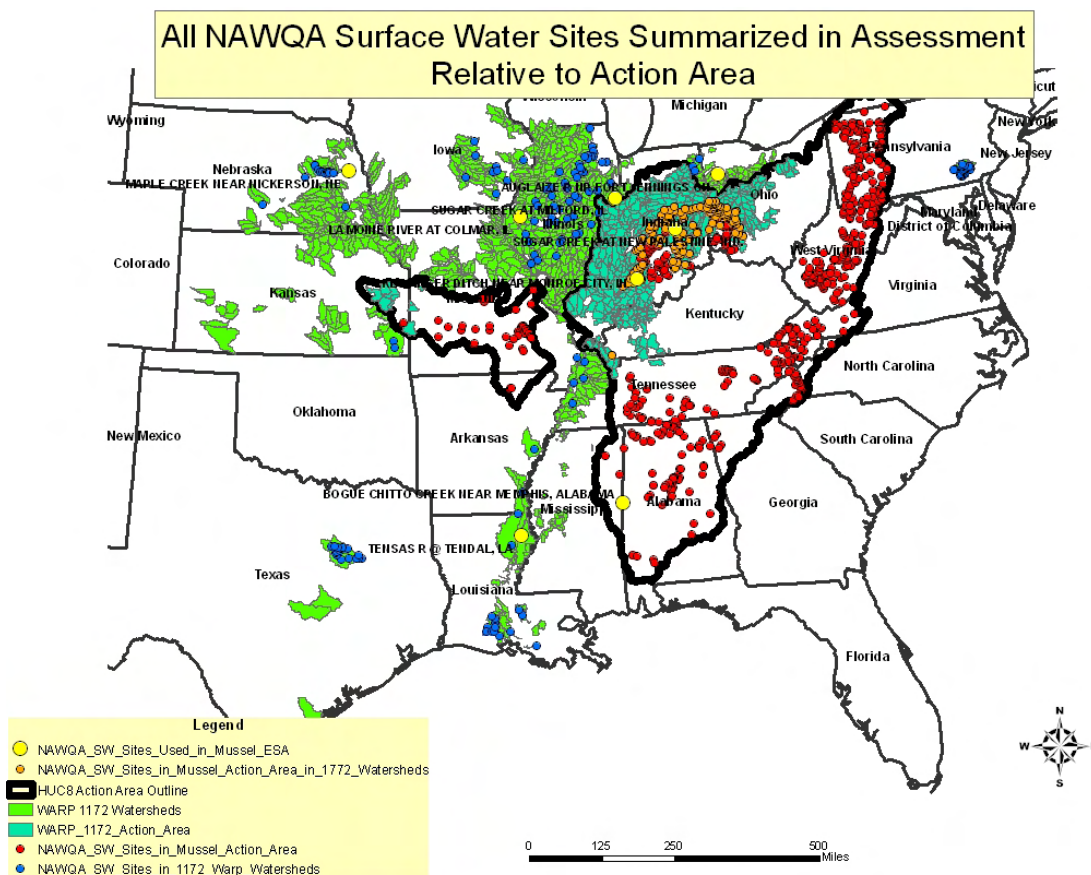 All NAWQA Surface Water Sites Summarized in Assessment
Relative to Action Area
Michigan
Wyoming
New York
Iowa
Pennsylvania
Nebraska
New Jersey
MAPLE CREEK NEAR NICKERSON, NE
Ohio
SUGAR CREEK AT MILFORD, IL
Indiana
Illinois
Maryland
Delaware
District of Columbia
LA MOINE RIVER AT COLMAR, IL
SUGAR CREEK AT NEW PALESTINE, IND
West Virginia
Colorado
Kansas
Virginia
Kentucky
North Carolina
Tennessee
Oklahoma
New Mexico
Arkansas
South Carolina
BOGUE CHITTO CREEK NEAR MEMPHIS, ALABAMA
Mississippi
Alabama
Georgia
TENSAS R @ TENDAL, LA
Texas
Louisiana
Florida
Legend
NAWQA_SW_Sites_Used_in_Mussel_ESA
NAWQA_SW_Sites_in_Mussel_Action_Area_in_1772_Watersheds
HUC8 Action Area Outline
WARP 1172 Watersheds
WARP_1172_Action_Area
NAWQA_SW_Sites_in_Mussel_Action_Area
NAWQA_SW_Sites_in_1172_Warp_Watersheds
N
W E
S
0 125 250 500
Miles